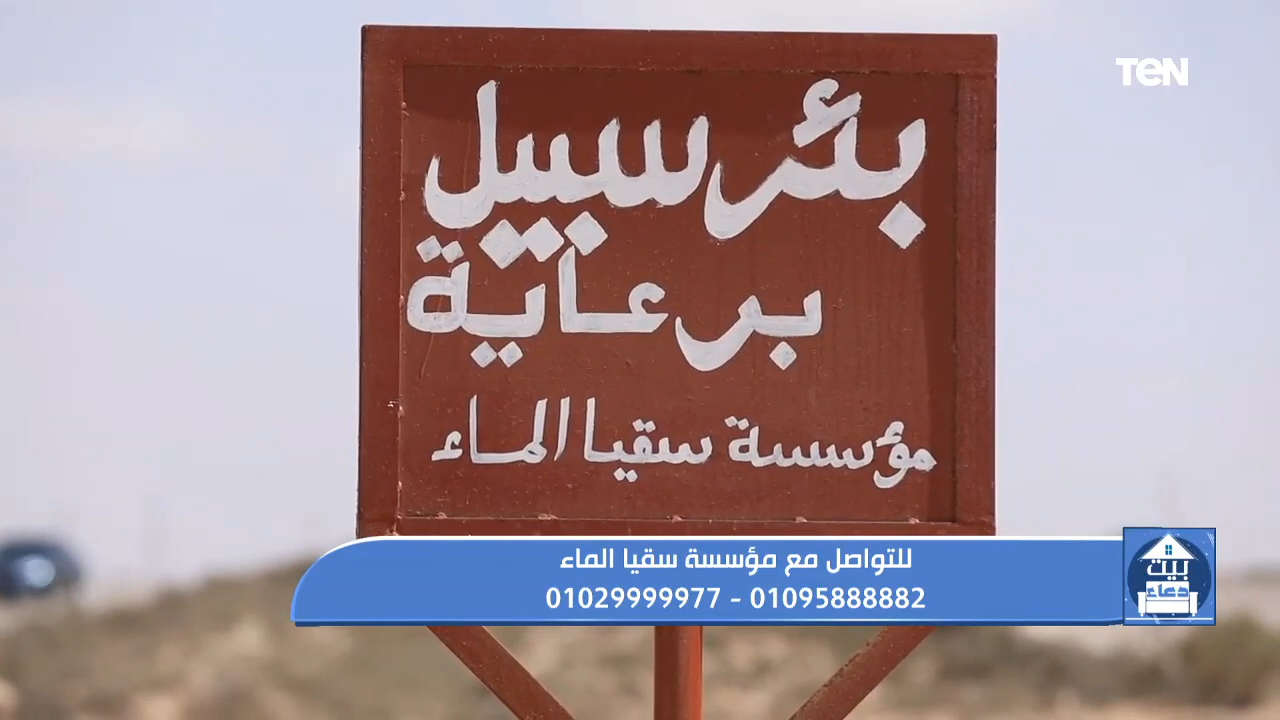 TEN
بئر سبيل
برعاية
مؤسسة سقيا الماء
للتواصل مع مؤسسة سقيا الماء
01029999977 - 01095888882
بيت
دعاء